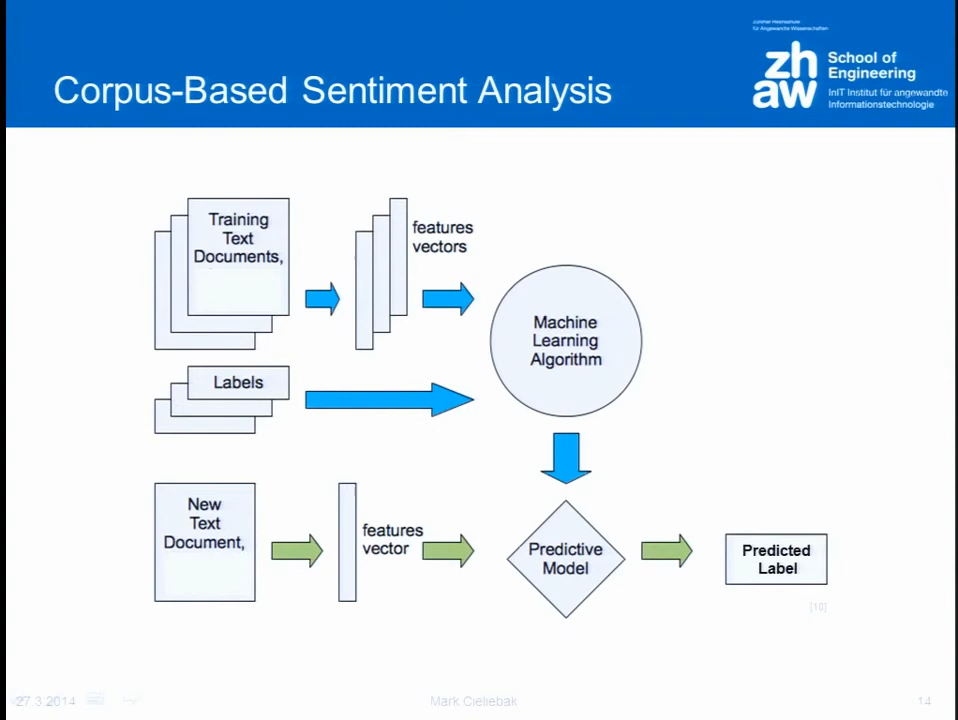 Zürcher Hochschule
für Angewandte Wissenschaften
zh
aw
School of
Engineering
InIT Institut für angewandte
Informationstechnologie
Corpus-Based Sentiment Analysis
Training
Text
Documents,
features
vectors
Machine
Learning
Algorithm
Labels
New
Text
Document,
features
vector
Predictive
Model
Predicted
Label
[10]
27.3.2014
Mark Cieliebak
14